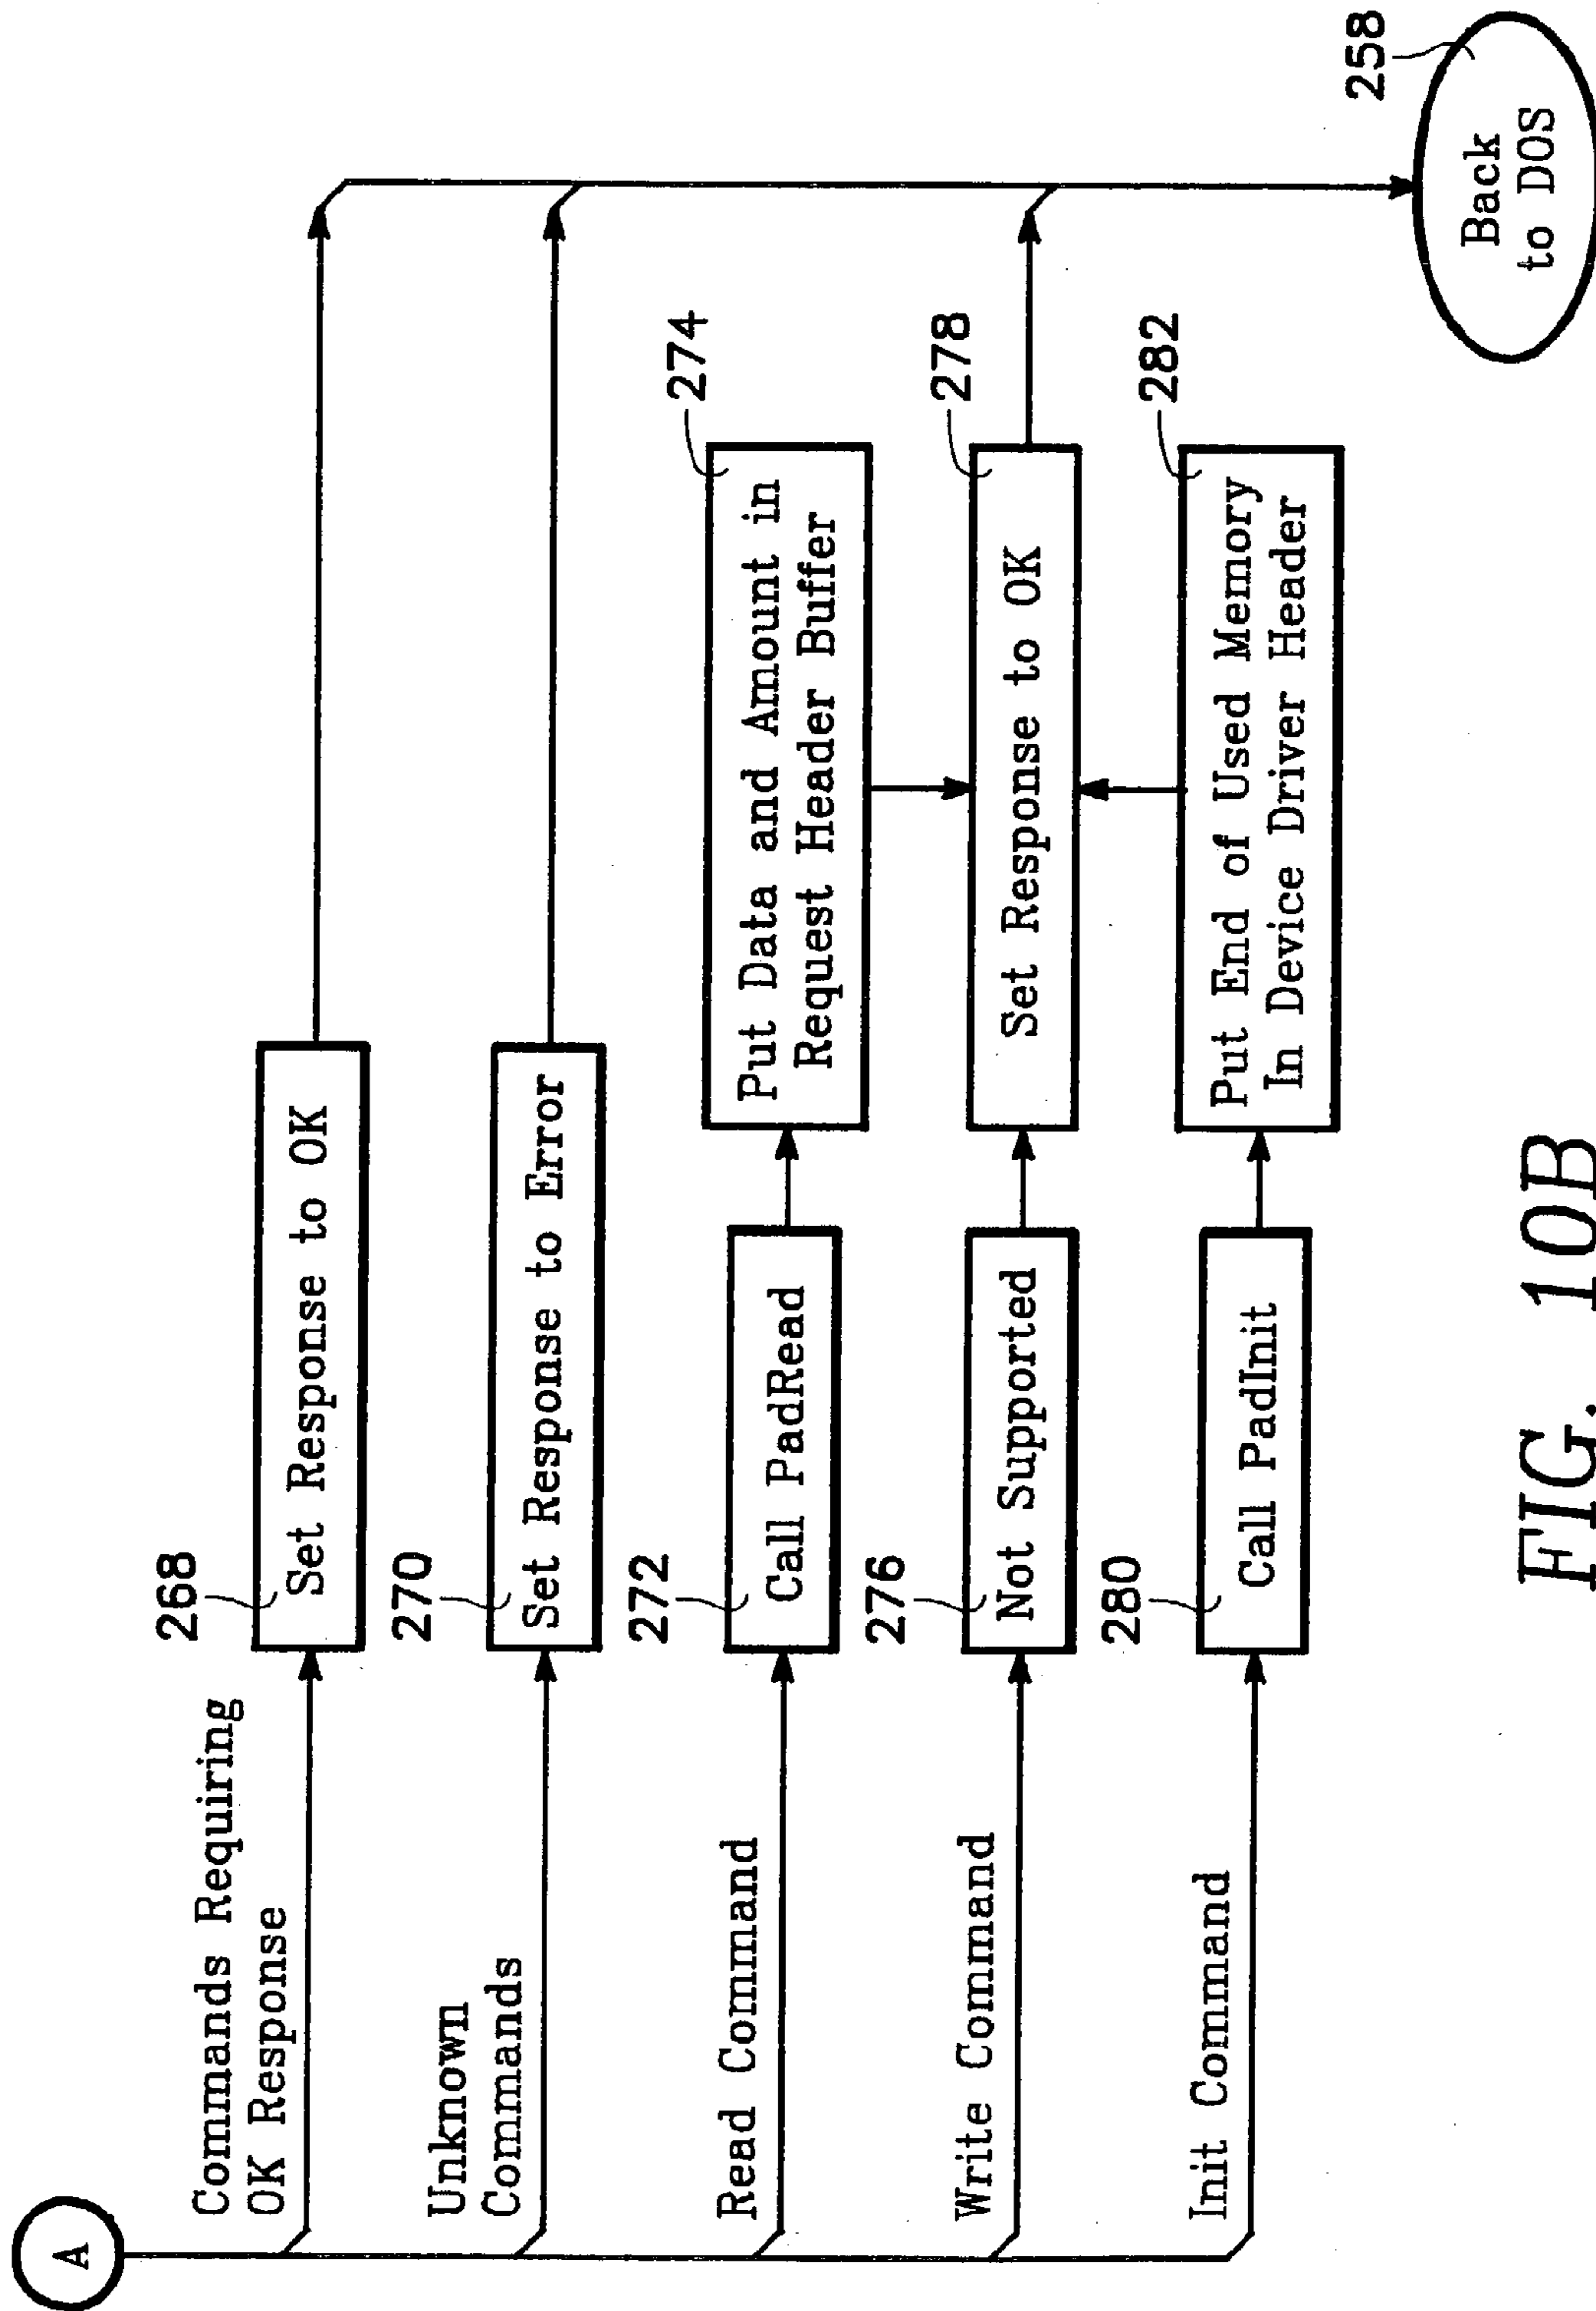 A
Commands Requiring
OK Response
268
Set Response to OK
Unknown
Commands
270
Set Response to Error
Read Command
272
Call PadRead
274
Put Data and Amount in
Request Header Buffer
Write Command
276
Not Supported
278
Set Response to OK
Init Command
280
Call PadInit
282
Put End of Used Memory
In Device Driver Header
258
Back
to DOS
FIG. 10B